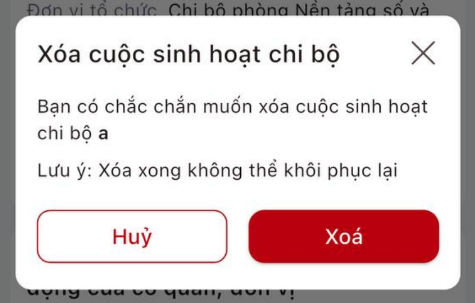 Đơn vị tổ chức Chi bộ phòng Nền tảng số và
Xóa cuộc sinh hoạt chi bộ
Bạn có chắc chắn muốn xóa cuộc sinh hoạt
chi bộ a
Lưu ý: Xóa xong không thể khôi phục lại
Huỷ
Xoá
động của cơ quan, đơn vị